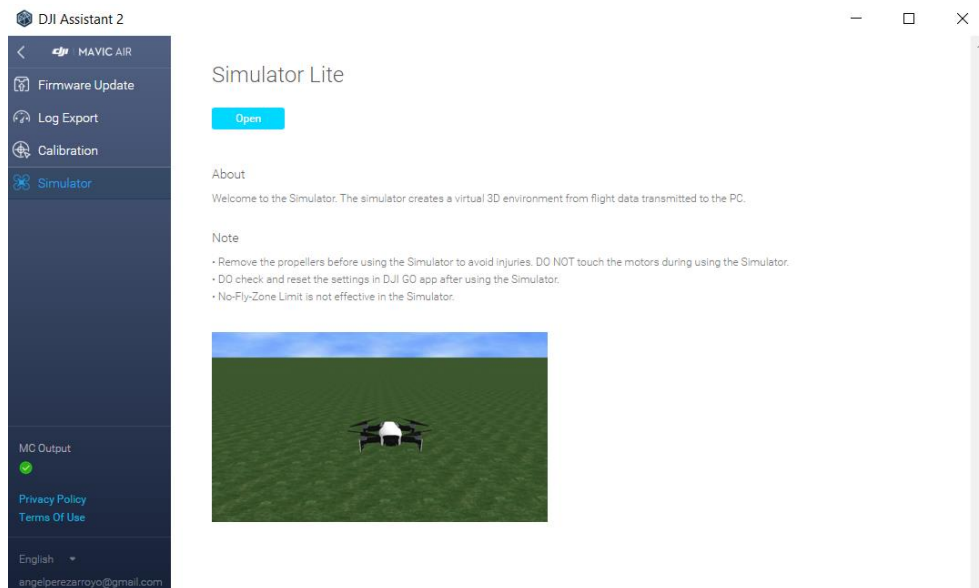 DJI Assistant 2
dji MAVIC AIR
Firmware Update
Log Export
Calibration
Simulator
MC Output
Privacy Policy
Terms Of Use
English
angelperezarroyo@gmail.com
Simulator Lite
Open
About
Welcome to the Simulator. The simulator creates a virtual 3D environment from flight data transmitted to the PC.
Note
• Remove the propellers before using the Simulator to avoid injuries. DO NOT touch the motors during using the Simulator.
• DO check and reset the settings in DJI GO app after using the Simulator.
• No-Fly-Zone Limit is not effective in the Simulator.